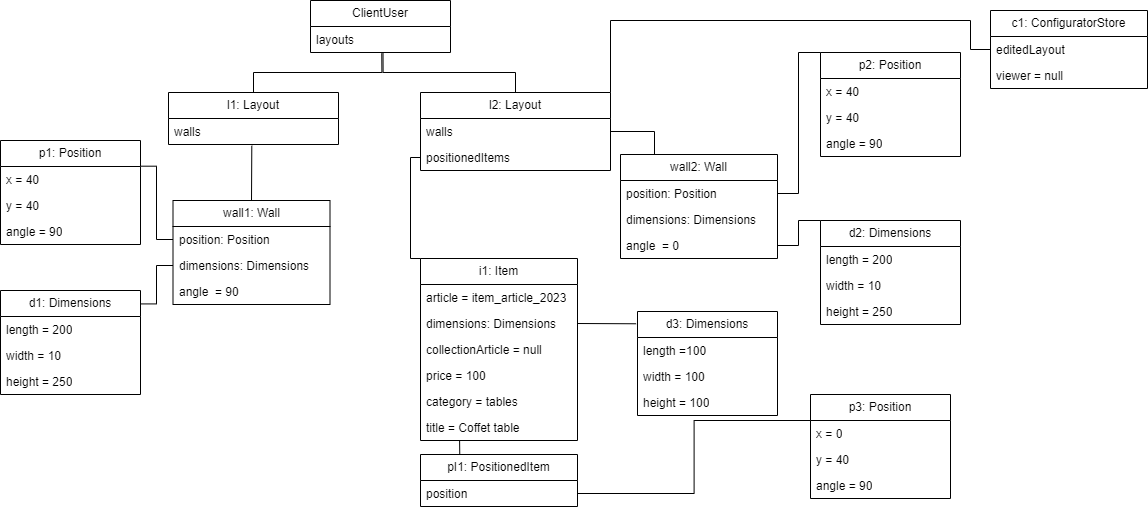 ClientUser
layouts
c1: ConfiguratorStore
editedLayout
viewer = null
l1: Layout
walls
l2: Layout
walls
positionedItems
p2: Position
x = 40
y = 40
angle = 90
p1: Position
x = 40
y = 40
angle = 90
wall1: Wall
position: Position
dimensions: Dimensions
angle = 90
wall2: Wall
position: Position
dimensions: Dimensions
angle = 0
d2: Dimensions
length = 200
width = 10
height = 250
d1: Dimensions
length = 200
width = 10
height = 250
i1: Item
article = item_article_2023
dimensions: Dimensions
collectionArticle = null
price = 100
category = tables
title = Coffet table
d3: Dimensions
length =100
width = 100
height = 100
pI1: PositionedItem
position
p3: Position
x = 0
y = 40
angle = 90